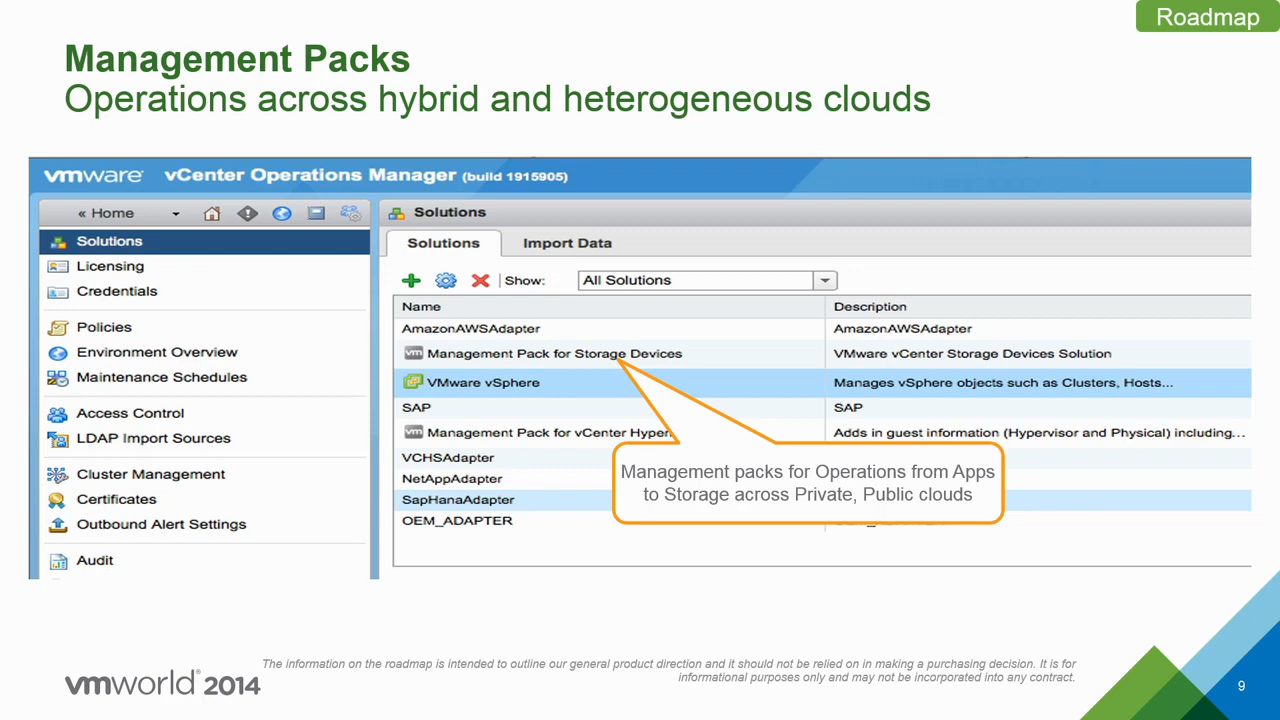 Roadmap
Management Packs
Operations across hybrid and heterogeneous clouds
vmware vCenter Operations Manager (build 1915905)
« Home
Solutions
Licensing
Credentials
Policies
Environment Overview
Maintenance Schedules
Access Control
LDAP Import Sources
Cluster Management
Certificates
Outbound Alert Settings
Audit
Solutions
Solutions Import Data
Show: All Solutions
Name Description
AmazonAWSAdapter AmazonAWSAdapter
vm Management Pack for Storage Devices VMware vCenter Storage Devices Solution
VMware vSphere Manages vSphere objects such as Clusters, Hosts...
SAP SAP
vm Management Pack for vCenter Hyper Adds in guest information (Hypervisor and Physical) including...
VCHSAdapter
NetAppAdapter
SapHanaAdapter
OEM_ADAPTER
Management packs for Operations from Apps
to Storage across Private, Public clouds
The information on the roadmap is intended to outline our general product direction and it should not be relied on in making a purchasing decision. It is for
informational purposes only and may not be incorporated into any contract.
vmworld® 2014
9